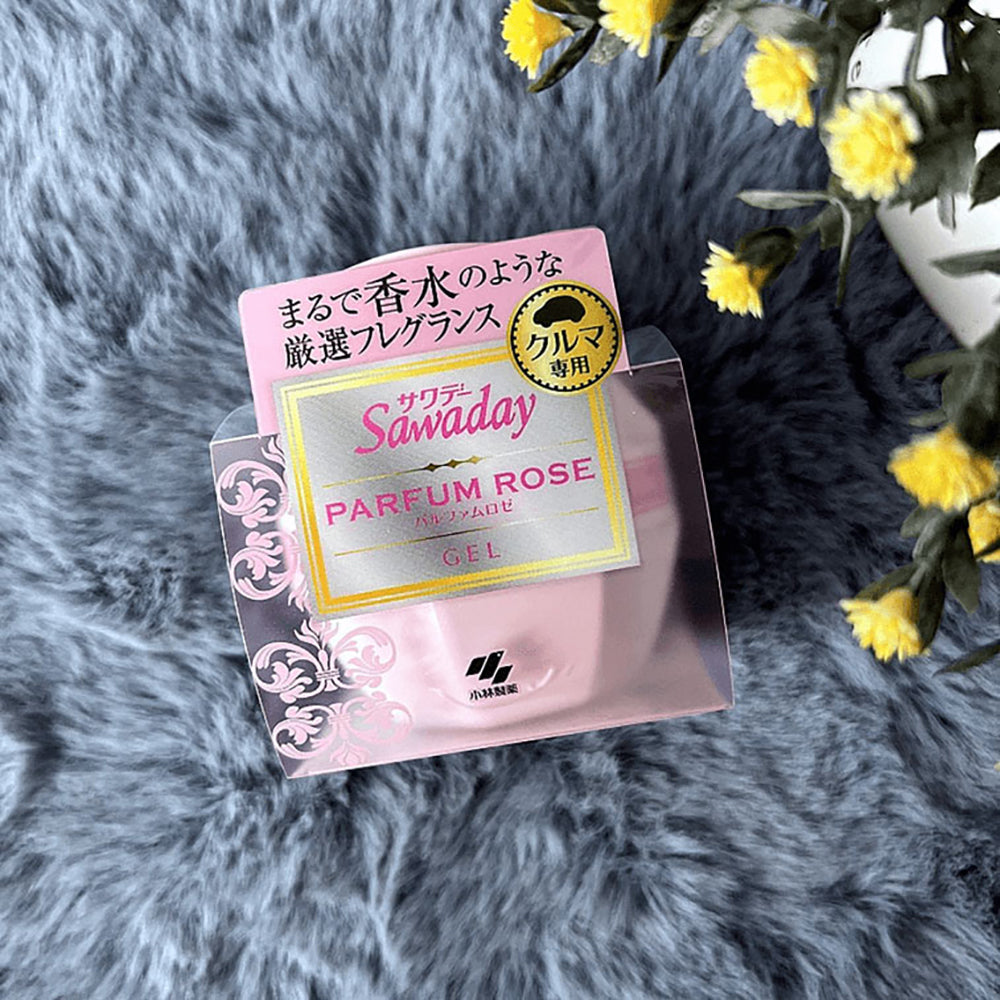 まるで香水のような
厳選フレグランス
クルマ
専用
サワデー
Sawaday
PARFUM ROSE
パルファムロゼ
GEL
小林製薬